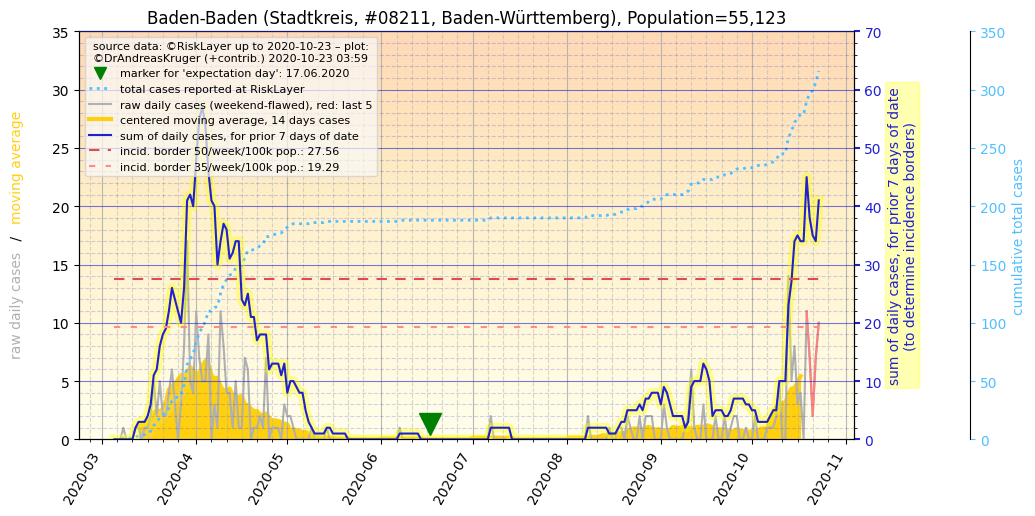 Baden-Baden (Stadtkreis, #08211, Baden-Württemberg), Population=55,123
source data: ©RiskLayer up to 2020-10-23 – plot:
©DrAndreasKruger (+contrib.) 2020-10-23 03:59
marker for 'expectation day': 17.06.2020
total cases reported at RiskLayer
raw daily cases (weekend-flawed), red: last 5
centered moving average, 14 days cases
sum of daily cases, for prior 7 days of date
incid. border 50/week/100k pop.: 27.56
incid. border 35/week/100k pop.: 19.29
raw daily cases / moving average
35
30
25
20
15
10
5
0
70
60
50
40
30
20
10
0
sum of daily cases, for prior 7 days of date
(to determine incidence borders)
350
300
250
200
150
100
50
0
cumulative total cases
2020-03
2020-04
2020-05
2020-06
2020-07
2020-08
2020-09
2020-10
2020-11